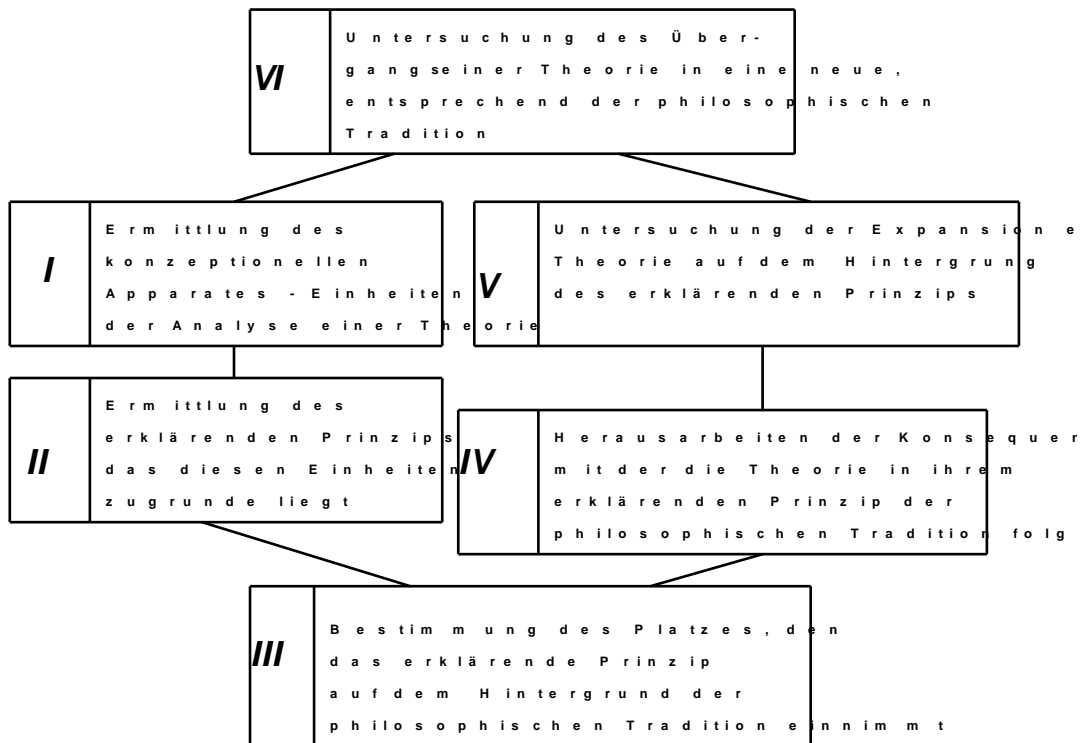 VI
Untersuchung des Über-
gangseiner Theorie in eine neue,
entsprechend der philosophischen
Tradition
I
Ermittlung des
konzeptionellen
Apparates - Einheiten
der Analyse einer Theorie
V
Untersuchung der Expansion e
Theorie auf dem Hintergrung
des erklärenden Prinzips
II
Ermittlung des
erklärenden Prinzips
das diesen Einheiten
zugrunde liegt
IV
Herausarbeiten der Konsequen
mit der die Theorie in ihrem
erklärenden Prinzip der
philosophischen Tradition folg
III
Bestimmung des Platzes, den
das erklärende Prinzip
auf dem Hintergrund der
philosophischen Tradition einnimmt